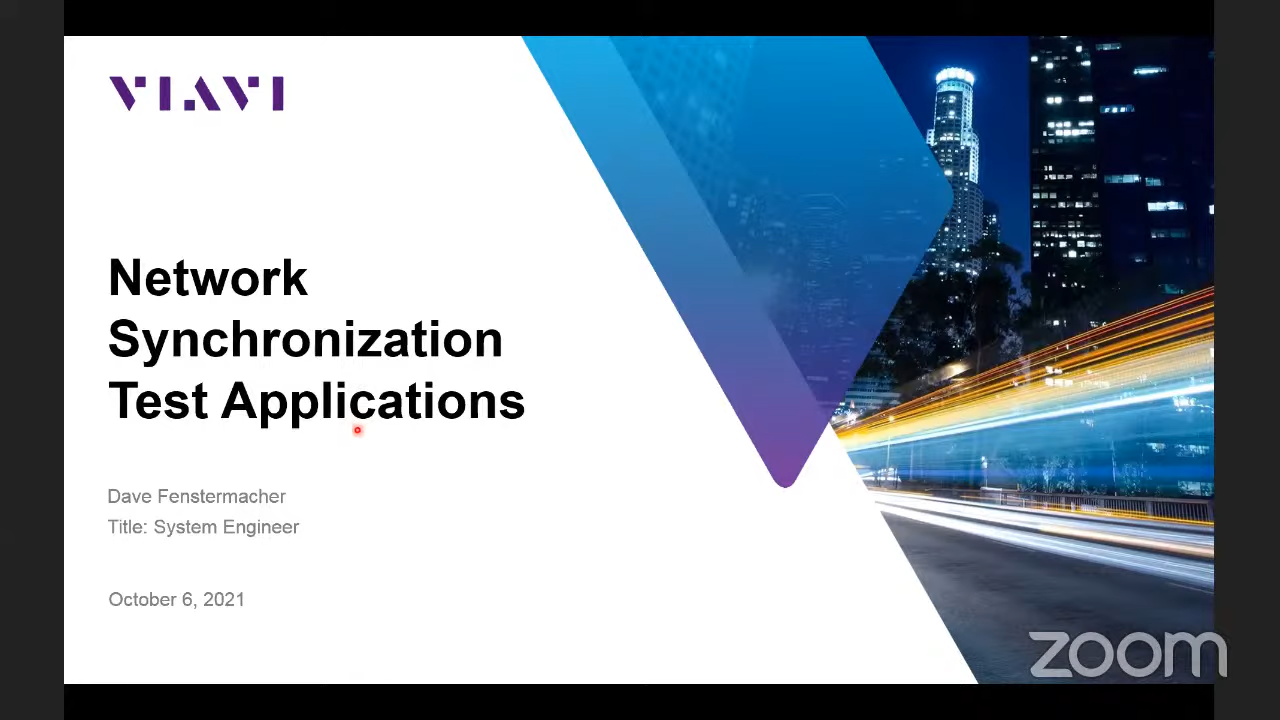 VIAVI
Network
Synchronization
Test Applications
Dave Fenstermacher
Title: System Engineer
October 6, 2021
zoom